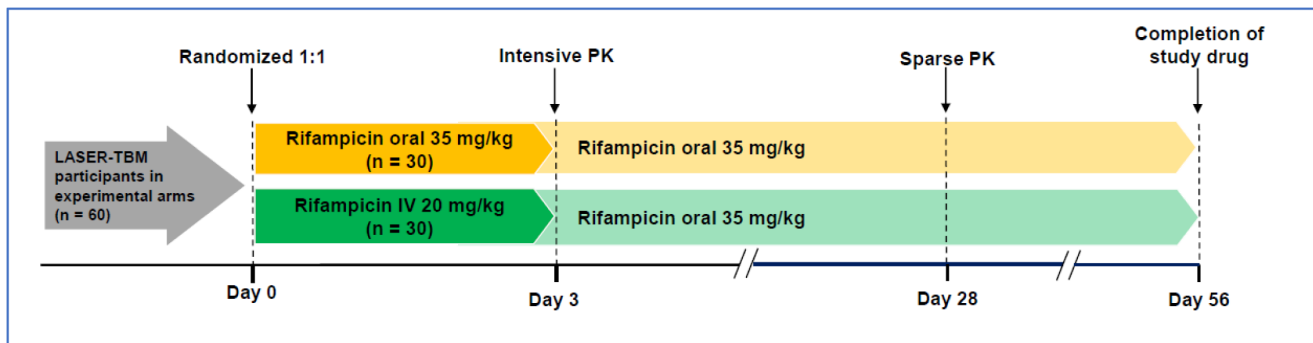 Randomized 1:1
Intensive PK
Sparse PK
Completion of
study drug
LASER-TBM
participants in
experimental arms
(n = 60)
Rifampicin oral 35 mg/kg
(n = 30)
Rifampicin oral 35 mg/kg
Rifampicin IV 20 mg/kg
(n = 30)
Rifampicin oral 35 mg/kg
Day 0
Day 3
Day 28
Day 56